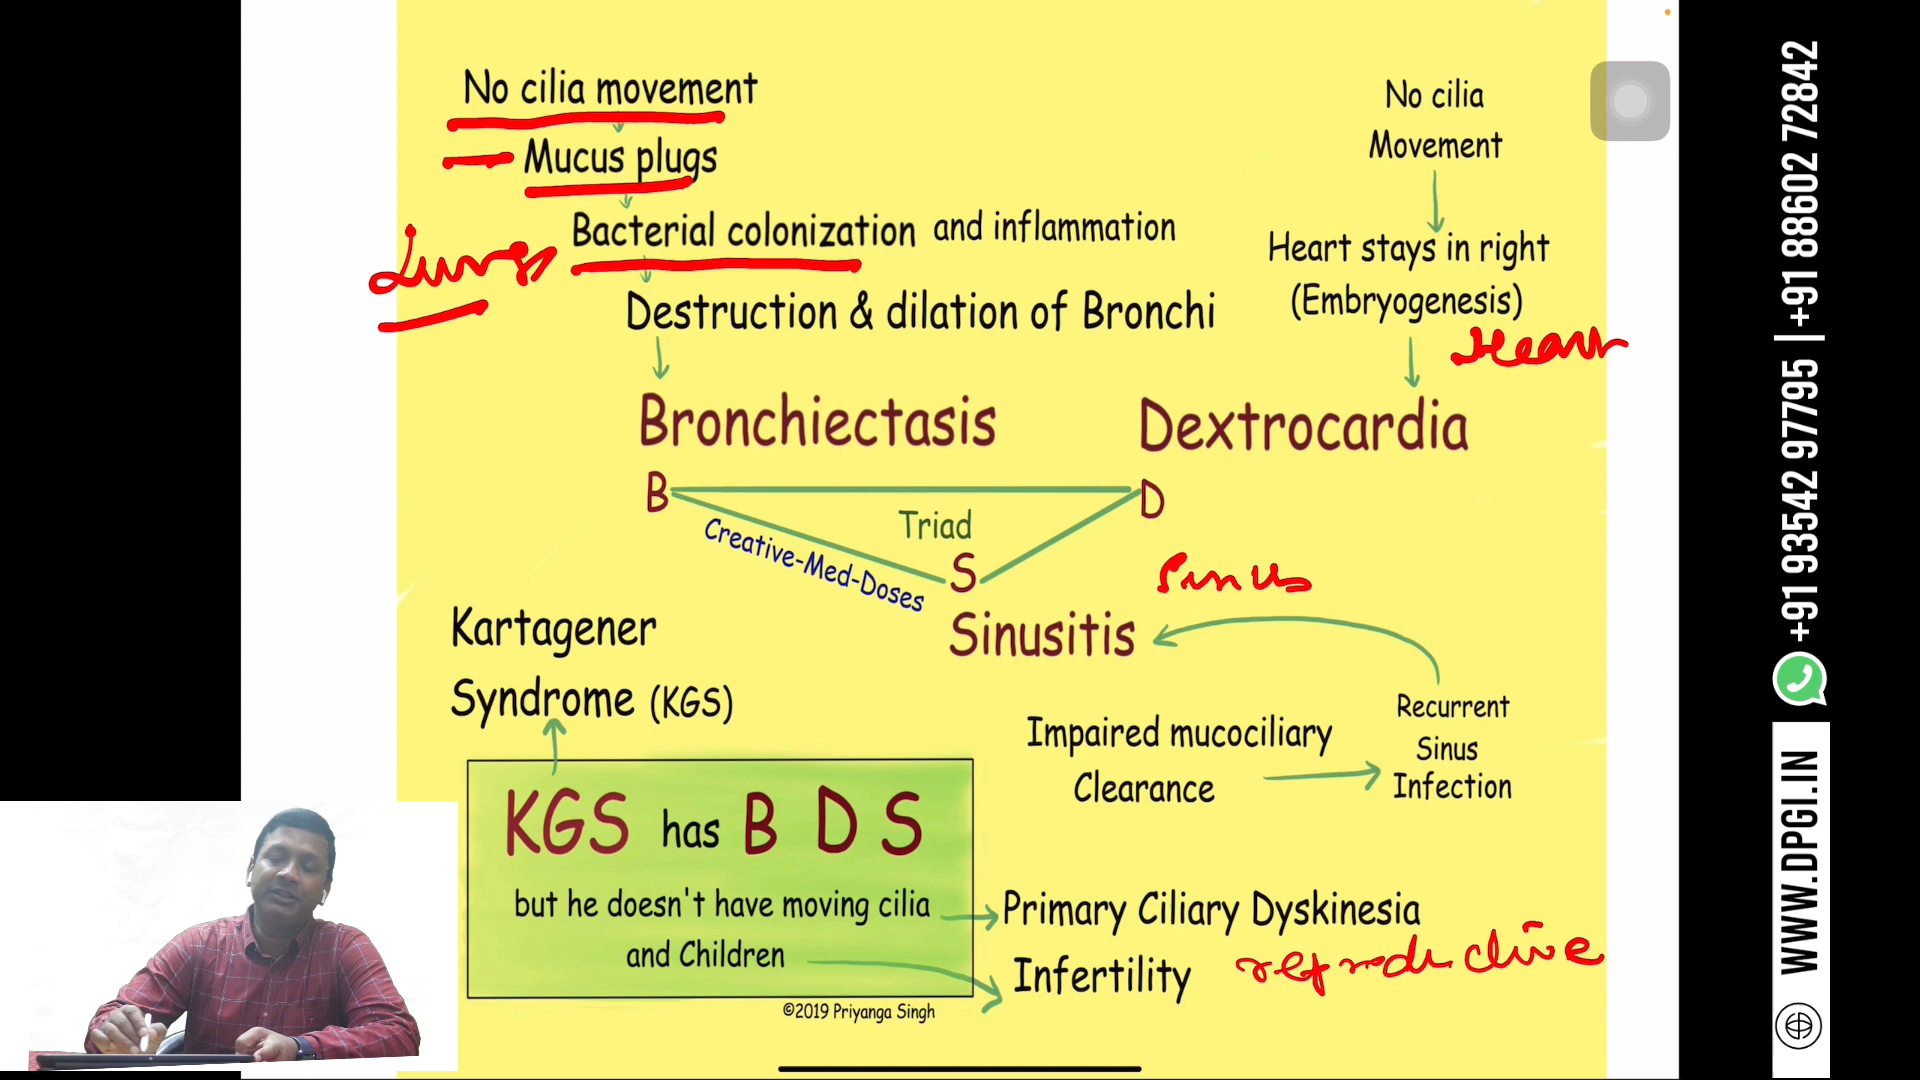 No cilia movement
Mucus plugs
Bacterial colonization and inflammation
Lungs
Destruction & dilation of Bronchi
Bronchiectasis
No cilia
Movement
Heart stays in right
(Embryogenesis)
Heart
Dextrocardia
B
D
Triad
S
Creative-Med-Doses
Sinus
Sinusitis
Kartagener
Syndrome (KGS)
Impaired mucociliary
Clearance
Recurrent
Sinus
Infection
KGS has B D S
but he doesn't have moving cilia
and Children
Primary Ciliary Dyskinesia
Infertility
reproductive
©2019 Priyanga Singh
WWW.DPGI.IN
+91 93542 97795 | +91 88602 72842